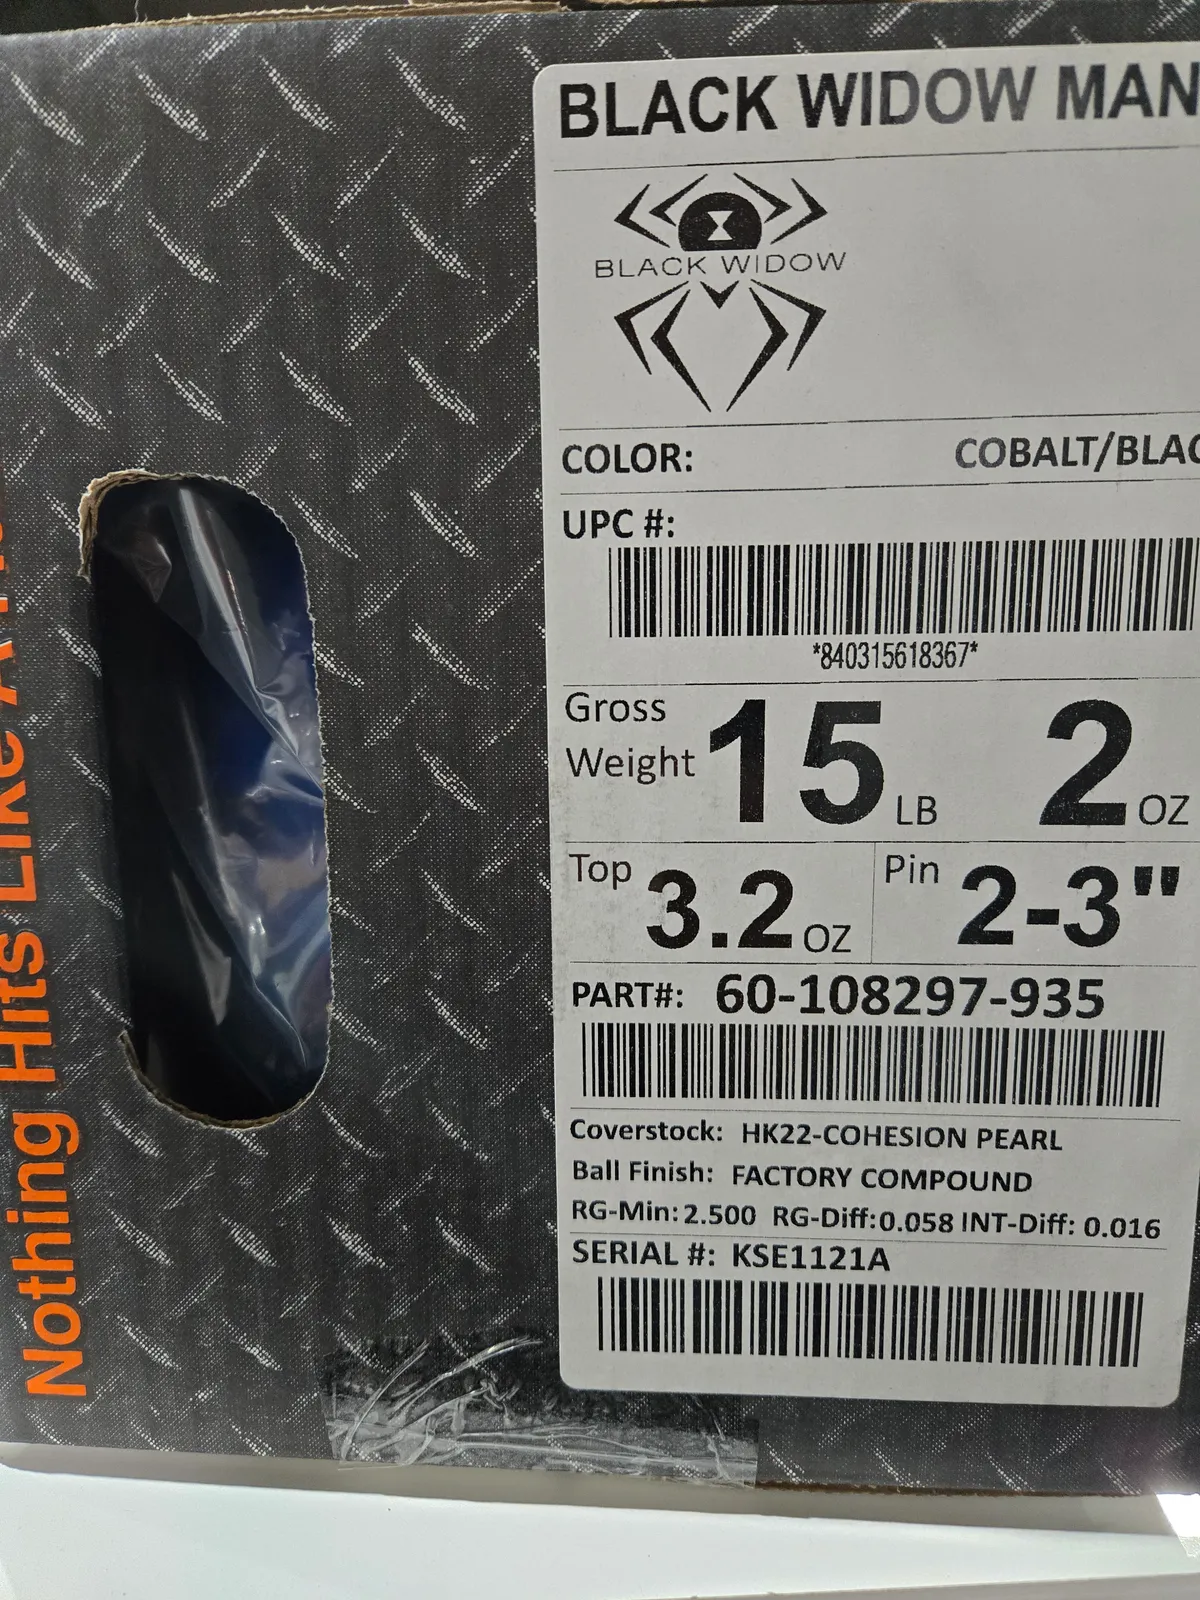 BLACK WIDOW MAN
BLACK WIDOW
COLOR: COBALT/BLAC
UPC #:
*840315618367*
Gross Weight 15 LB 2 OZ
Top 3.2 OZ Pin 2-3"
PART#: 60-108297-935
Coverstock: HK22-COHESION PEARL
Ball Finish: FACTORY COMPOUND
RG-Min: 2.500 RG-Diff: 0.058 INT-Diff: 0.016
SERIAL #: KSE1121A
Nothing Hits Like A